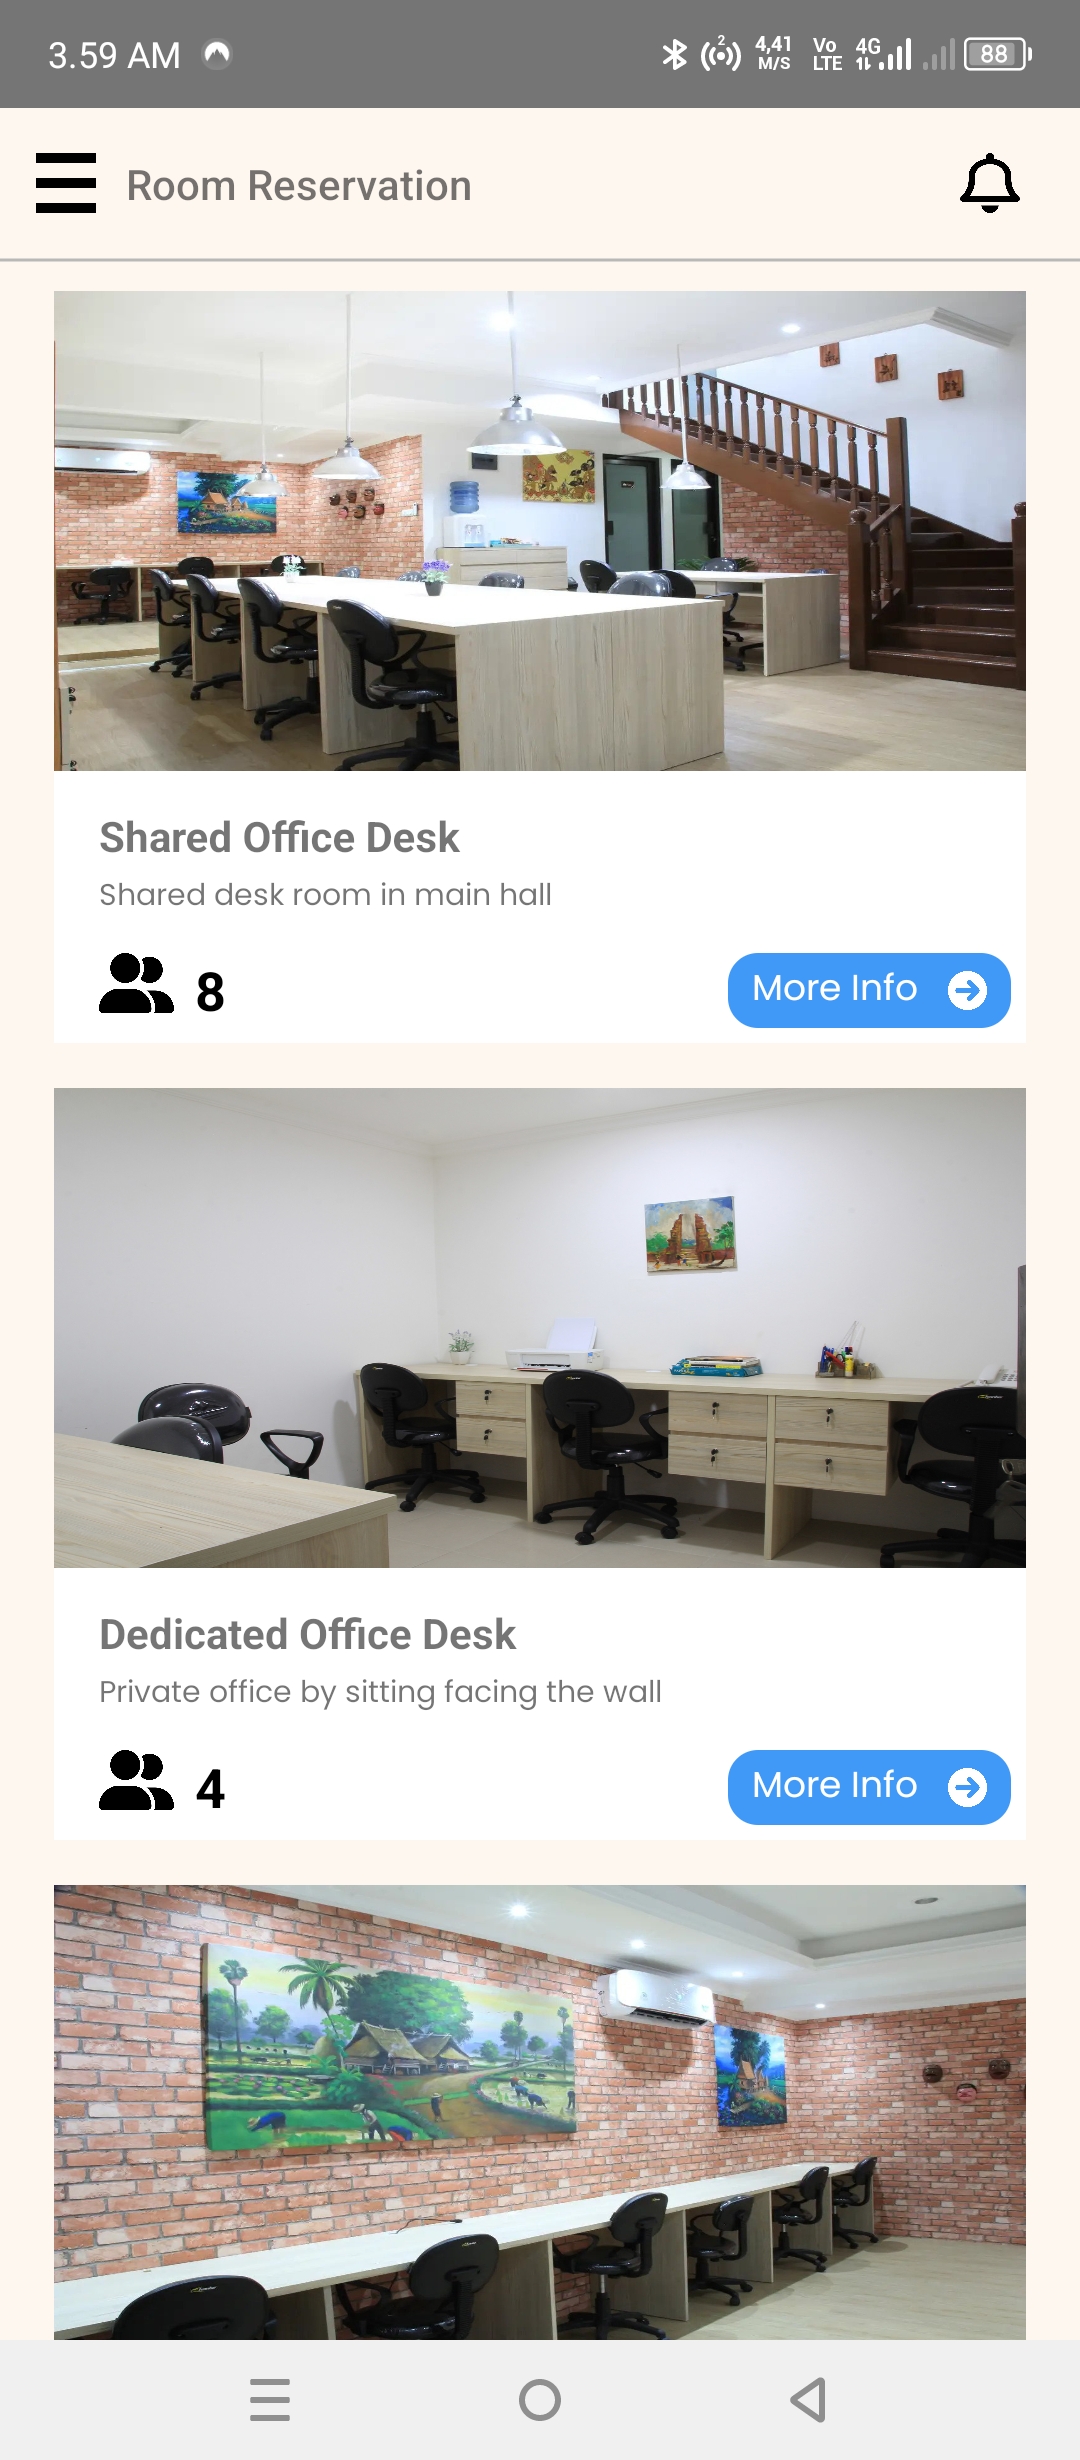 3.59 AM
2
4,41 M/S
Vo LTE
4G
88
Room Reservation
Shared Office Desk
Shared desk room in main hall
8
More Info
Dedicated Office Desk
Private office by sitting facing the wall
4
More Info